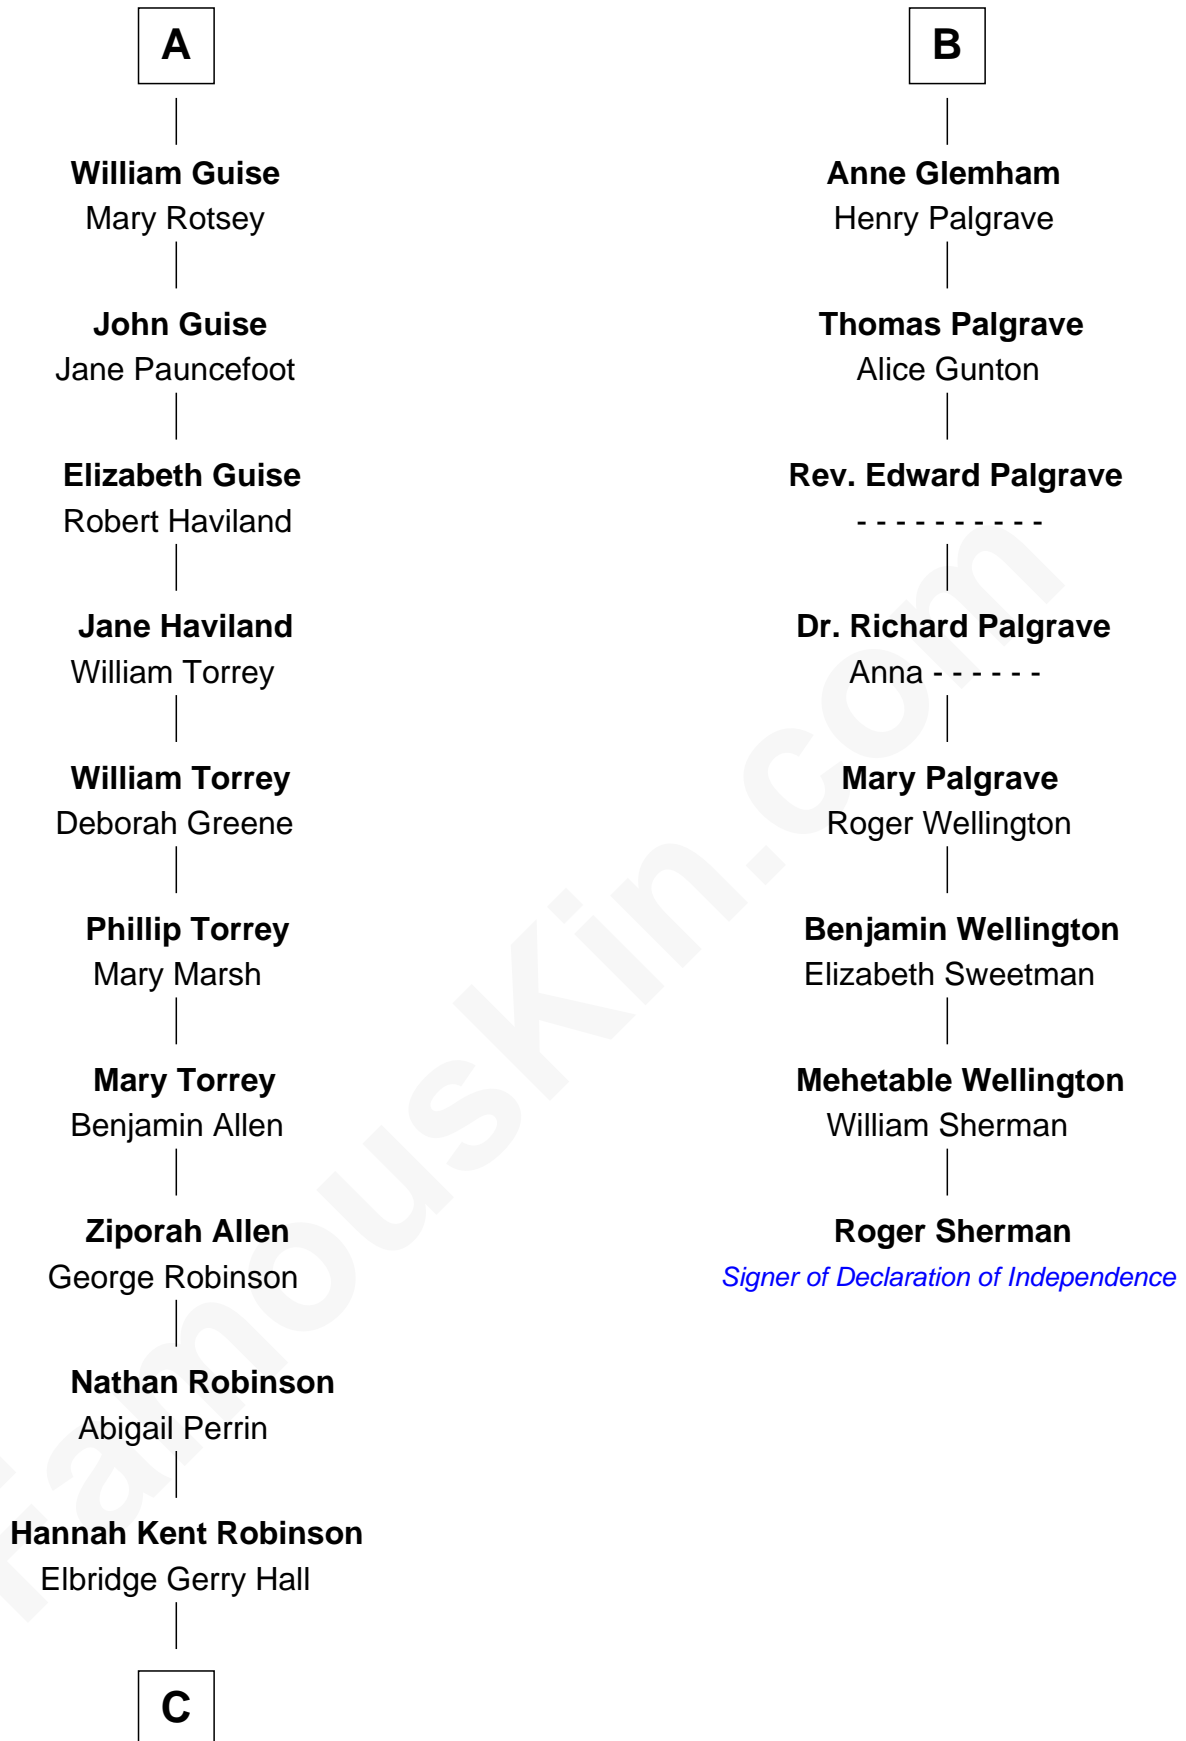 A
William Guise
Mary Rotsey
John Guise
Jane Pauncefoot
Elizabeth Guise
Robert Haviland
Jane Haviland
William Torrey
William Torrey
Deborah Greene
Phillip Torrey
Mary Marsh
Mary Torrey
Benjamin Allen
Ziporah Allen
George Robinson
Nathan Robinson
Abigail Perrin
Hannah Kent Robinson
Elbridge Gerry Hall
C
B
Anne Glemham
Henry Palgrave
Thomas Palgrave
Alice Gunton
Rev. Edward Palgrave
- - - - - - - - - -
Dr. Richard Palgrave
Anna - - - - - -
Mary Palgrave
Roger Wellington
Benjamin Wellington
Elizabeth Sweetman
Mehetable Wellington
William Sherman
Roger Sherman
Signer of Declaration of Independence
famouskin.com